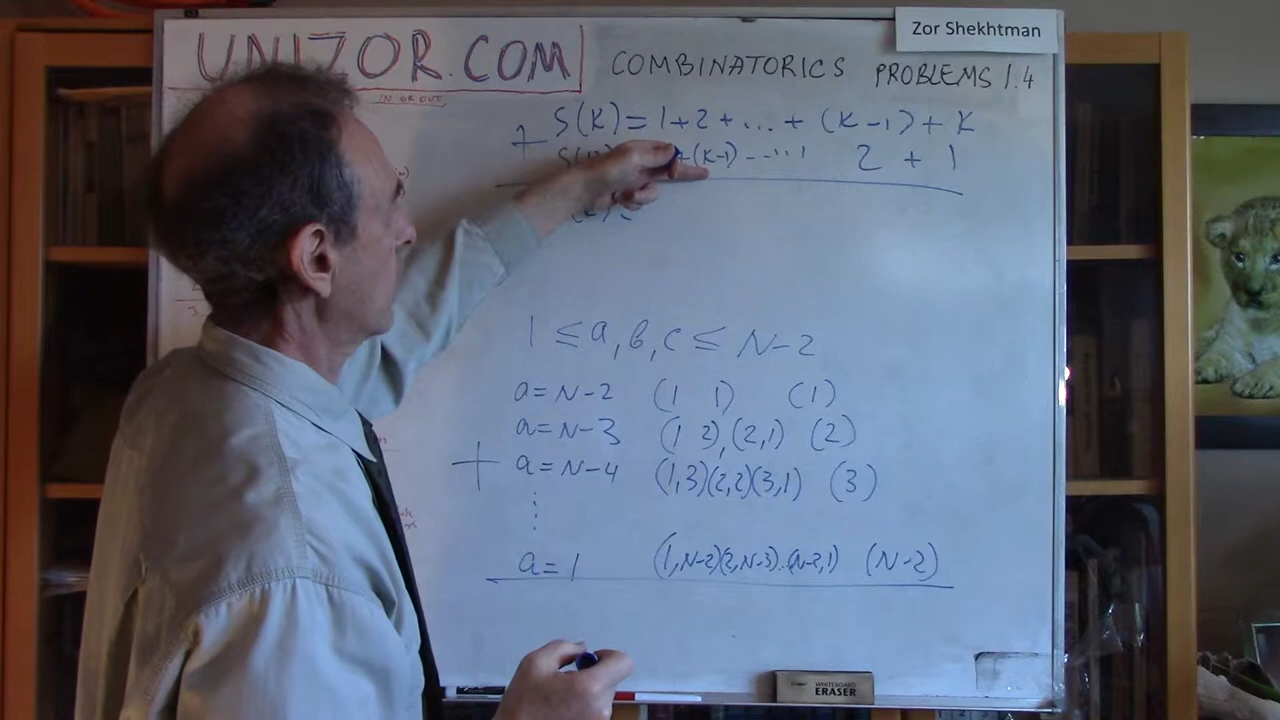 Zor Shekhtman
UNIZOR.COM
COMBINATORICS PROBLEMS 1.4
IN OR OUT
S(K) = 1 + 2 + ... + (K-1) + K
+
+ (K-1) - ... 2 + 1
1 ≤ a, b, c ≤ N-2
a = N-2 (1 1) (1)
a = N-3 (1 2), (2,1) (2)
+ a = N-4 (1,3)(2,2)(3,1) (3)
a = 1 (1,N-2)(2,N-3)..(N-2,1) (N-2)
WHITEBOARD
ERASER